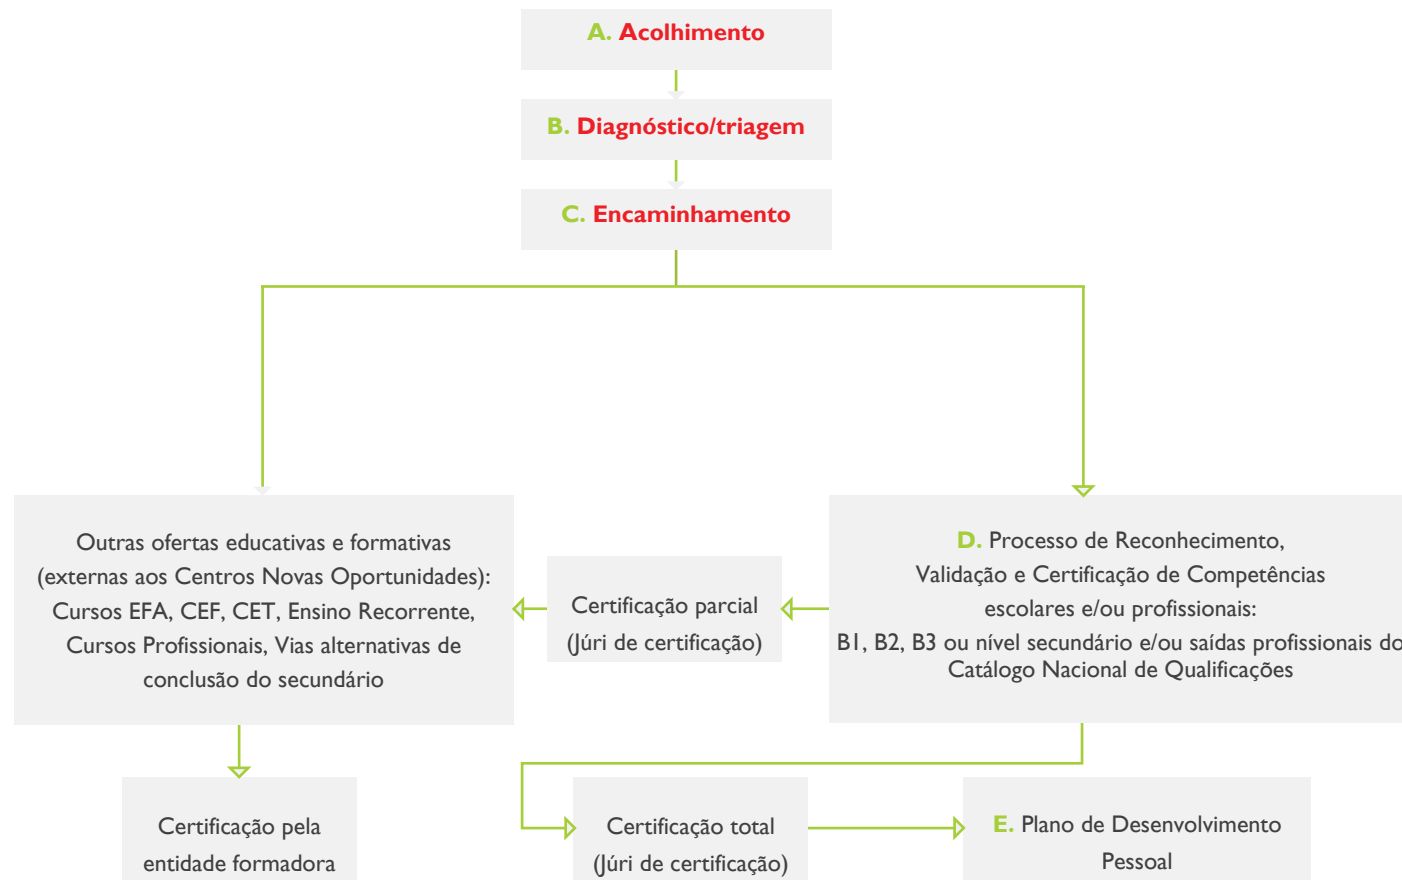 A. Acolhimento
B. Diagnóstico/triagem
C. Encaminhamento
Outras ofertas educativas e formativas
(externas aos Centros Novas Oportunidades):
Cursos EFA, CEF, CET, Ensino Recorrente,
Cursos Profissionais, Vias alternativas de
conclusão do secundário
Certificação parcial
(Júri de certificação)
D. Processo de Reconhecimento,
Validação e Certificação de Competências
escolares e/ou profissionais:
B1, B2, B3 ou nível secundário e/ou saídas profissionais do
Catálogo Nacional de Qualificações
Certificação pela
entidade formadora
Certificação total
(Júri de certificação)
E. Plano de Desenvolvimento
Pessoal